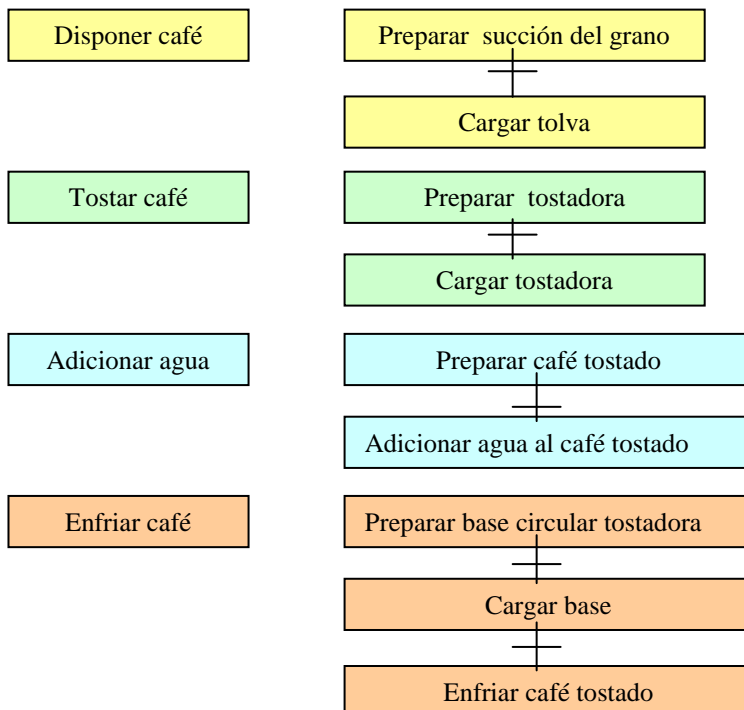 Disponer café
Preparar succión del grano
Cargar tolva
Tostar café
Preparar tostadora
Cargar tostadora
Adicionar agua
Preparar café tostado
Adicionar agua al café tostado
Enfriar café
Preparar base circular tostadora
Cargar base
Enfriar café tostado